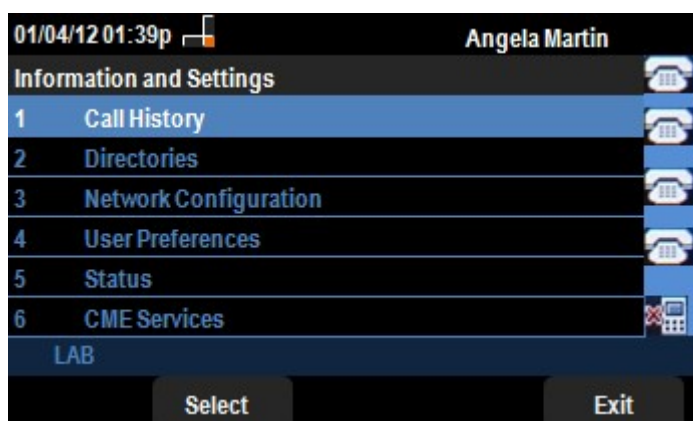 01/04/12 01:39p Angela Martin
Information and Settings
1 Call History
2 Directories
3 Network Configuration
4 User Preferences
5 Status
6 CME Services
LAB
Select Exit